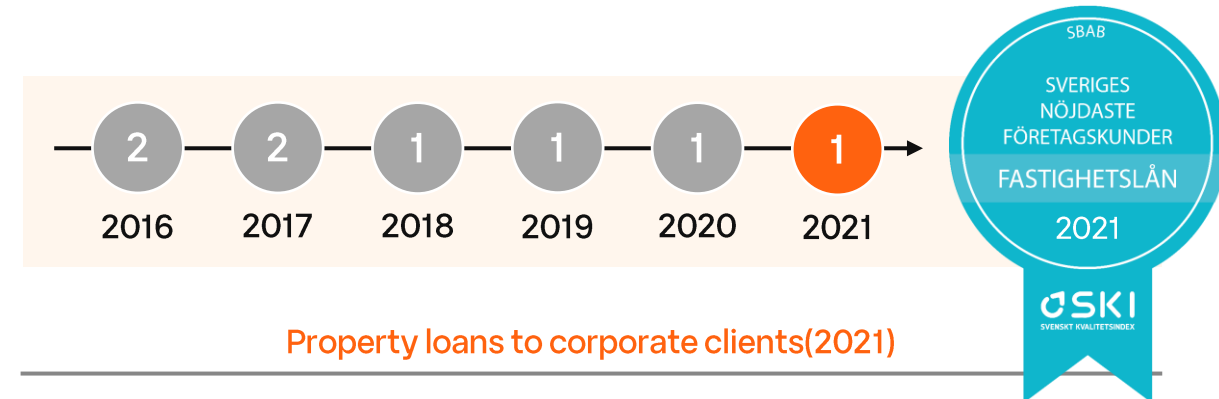 2 2 1 1 1 1
2016 2017 2018 2019 2020 2021
Property loans to corporate clients(2021)
SBAB
SVERIGES
NÖJDASTE
FÖRETAGSKUNDER
FASTIGHETSLÅN
2021
SKI
SVENSKT KVALITETSINDEX